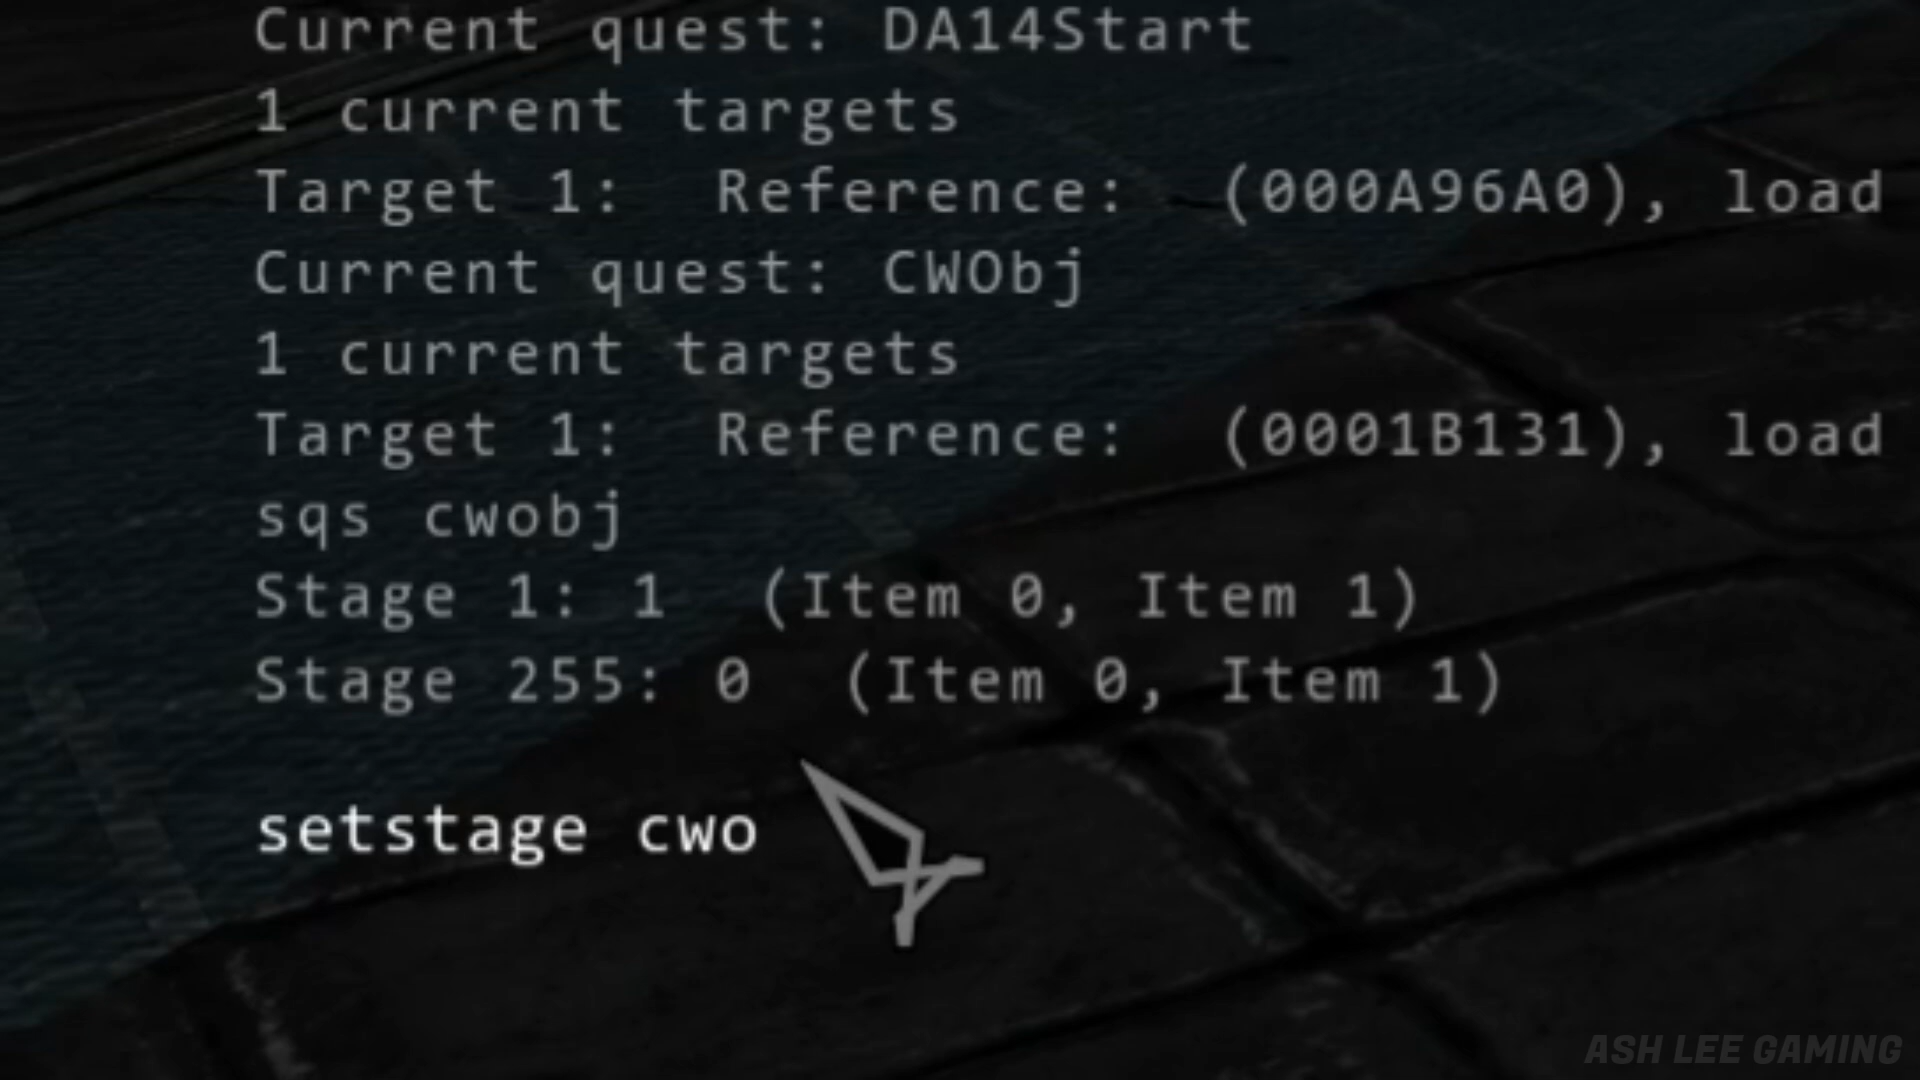 Current quest: DA14Start
1 current targets
Target 1: Reference: (000A96A0), load
Current quest: CWObj
1 current targets
Target 1: Reference: (0001B131), load
sqs cwobj
Stage 1: 1 (Item 0, Item 1)
Stage 255: 0 (Item 0, Item 1)
setstage cwo
ASH LEE GAMING